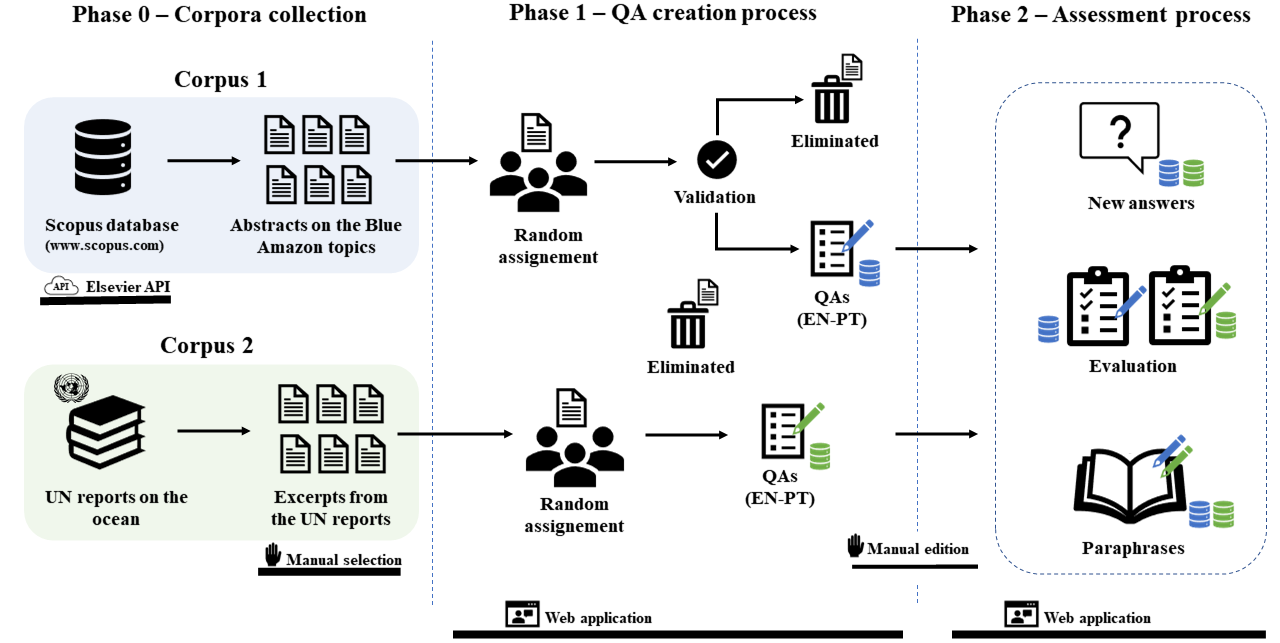 Phase 0 – Corpora collection
Phase 1 – QA creation process
Phase 2 – Assessment process
Corpus 1
Scopus database
(www.scopus.com)
Abstracts on the Blue
Amazon topics
API
Elsevier API
Random
assignement
Validation
Eliminated
QAs
(EN-PT)
Corpus 2
UN reports on the
ocean
Excerpts from
the UN reports
Manual selection
Eliminated
Random
assignement
QAs
(EN-PT)
Manual edition
Web application
?
New answers
Evaluation
Paraphrases
Web application